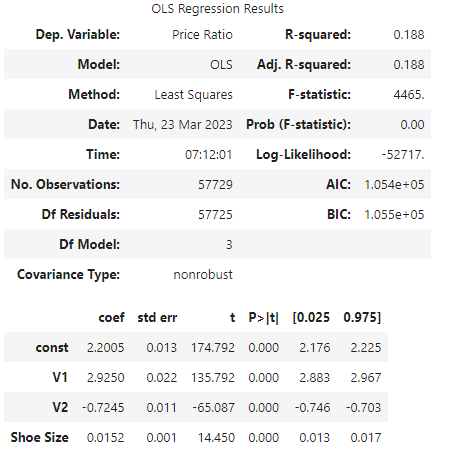 OLS Regression Results
Dep. Variable: Price Ratio R-squared: 0.188
Model: OLS Adj. R-squared: 0.188
Method: Least Squares F-statistic: 4465.
Date: Thu, 23 Mar 2023 Prob (F-statistic): 0.00
Time: 07:12:01 Log-Likelihood: -52717.
No. Observations: 57729 AIC: 1.054e+05
Df Residuals: 57725 BIC: 1.055e+05
Df Model: 3
Covariance Type: nonrobust
coef std err t P>|t| [0.025 0.975]
const 2.2005 0.013 174.792 0.000 2.176 2.225
V1 2.9250 0.022 135.792 0.000 2.883 2.967
V2 -0.7245 0.011 -65.087 0.000 -0.746 -0.703
Shoe Size 0.0152 0.001 14.450 0.000 0.013 0.017